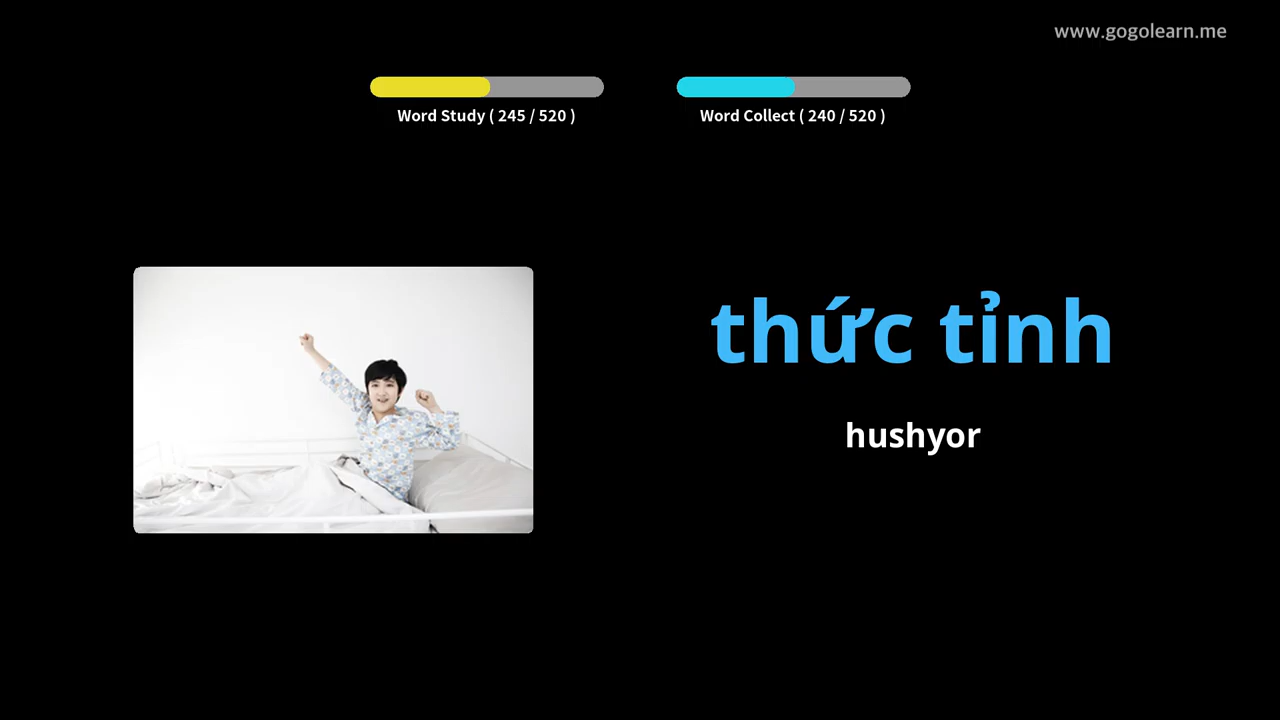 www.gogolearn.me
Word Study ( 245 / 520 )
Word Collect ( 240 / 520 )
thức tỉnh
hushyor